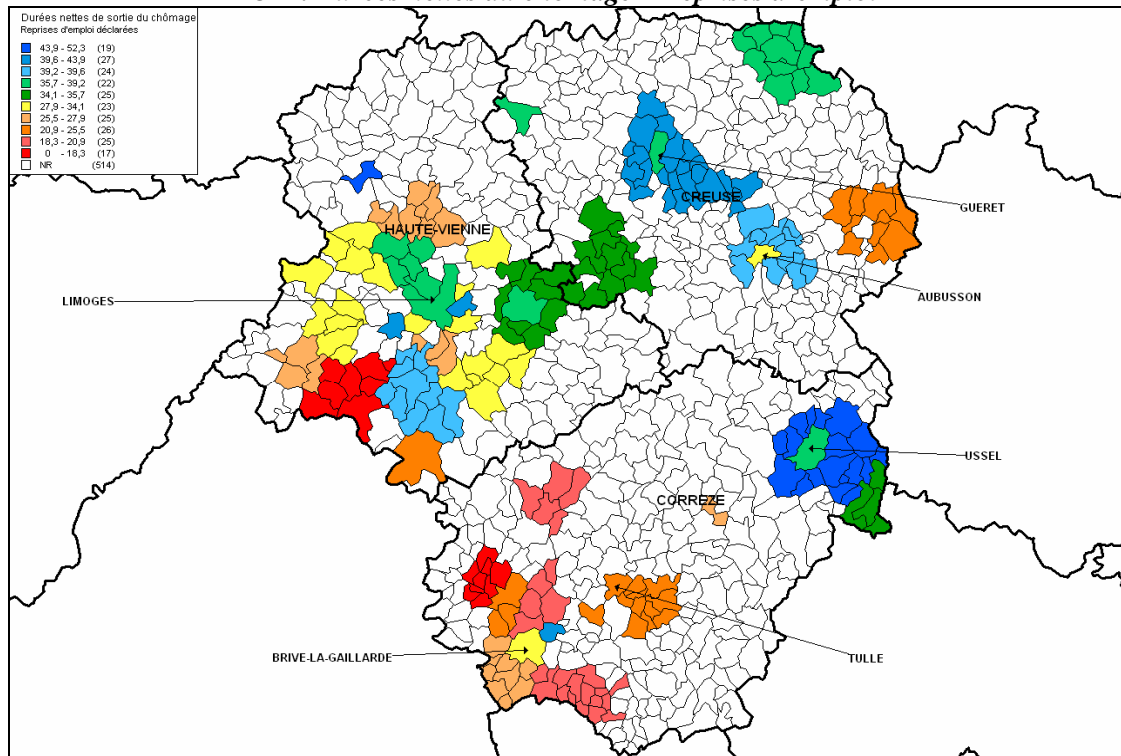 Durées nettes de sortie du chômage
Reprises d'emploi déclarées
43,9 - 52,3 (19)
39,6 - 43,9 (27)
39,2 - 39,6 (24)
35,7 - 39,2 (22)
34,1 - 35,7 (25)
27,9 - 34,1 (23)
25,5 - 27,9 (25)
20,9 - 25,5 (26)
18,3 - 20,9 (25)
0 - 18,3 (17)
NR (514)
CREUSE
GUERET
HAUTE-VIENNE
LIMOGES
AUBUSSON
USSEL
CORREZE
BRIVE-LA-GAILLARDE
TULLE